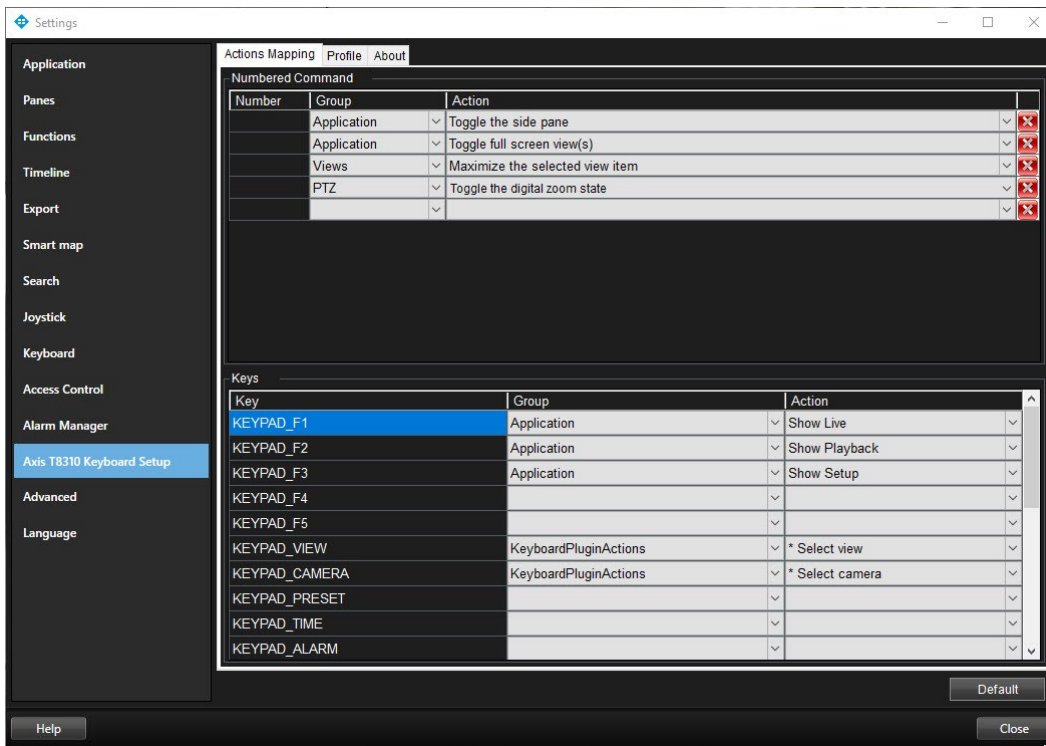 Settings
Application
Panes
Functions
Timeline
Export
Smart map
Search
Joystick
Keyboard
Access Control
Alarm Manager
Axis T8310 Keyboard Setup
Advanced
Language
Actions Mapping Profile About
Numbered Command
Number Group Action
Application Toggle the side pane
Application Toggle full screen view(s)
Views Maximize the selected view item
PTZ Toggle the digital zoom state
Keys
Key Group Action
KEYPAD_F1 Application Show Live
KEYPAD_F2 Application Show Playback
KEYPAD_F3 Application Show Setup
KEYPAD_F4
KEYPAD_F5
KEYPAD_VIEW KeyboardPluginActions * Select view
KEYPAD_CAMERA KeyboardPluginActions * Select camera
KEYPAD_PRESET
KEYPAD_TIME
KEYPAD_ALARM
Default
Help Close